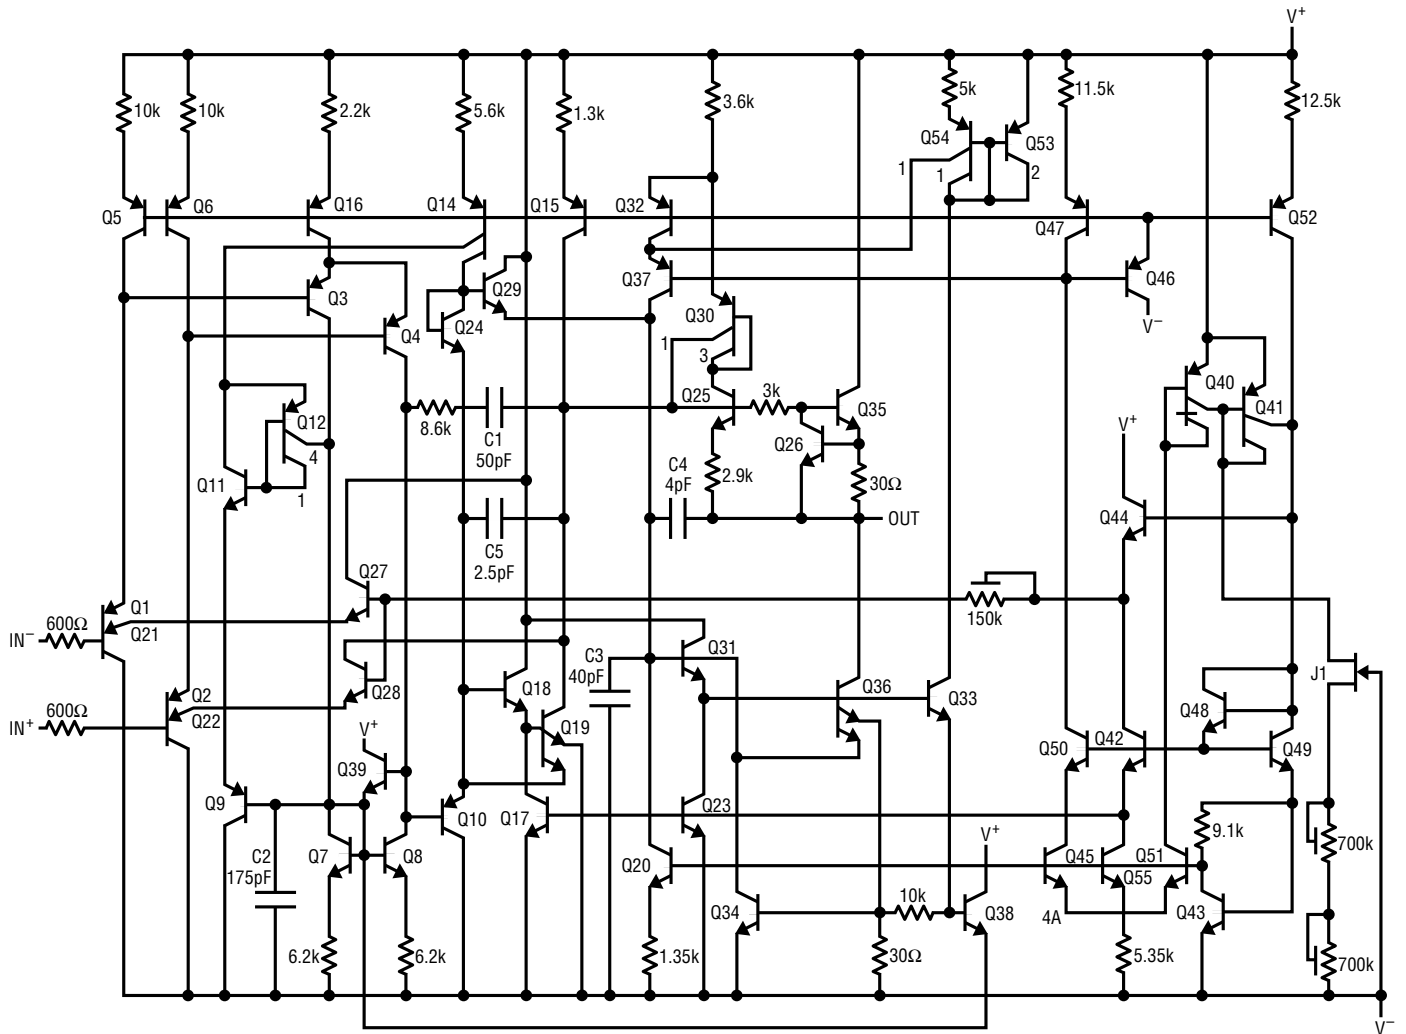 V+
10k
10k
2.2k
5.6k
1.3k
3.6k
5k
11.5k
12.5k
Q54
Q53
1
1
2
Q5
Q6
Q16
Q14
Q15
Q32
Q47
Q52
Q3
Q29
Q37
Q46
V−
Q4
Q24
Q30
1
3
Q40
Q41
Q12
4
1
Q11
8.6k
C1
50pF
Q25
3k
Q35
Q26
V+
C4
4pF
2.9k
30Ω
OUT
Q44
C5
2.5pF
Q27
150k
IN−
600Ω
Q1
Q21
Q28
Q31
C3
40pF
Q18
Q19
Q36
Q33
J1
IN+
600Ω
Q2
Q22
V+
Q39
Q48
Q50
Q42
Q49
Q9
Q10
Q17
Q23
V+
9.1k
700k
C2
175pF
Q7
Q8
Q20
Q45
Q55
Q51
Q34
10k
Q38
4A
Q43
6.2k
6.2k
1.35k
30Ω
5.35k
700k
V−